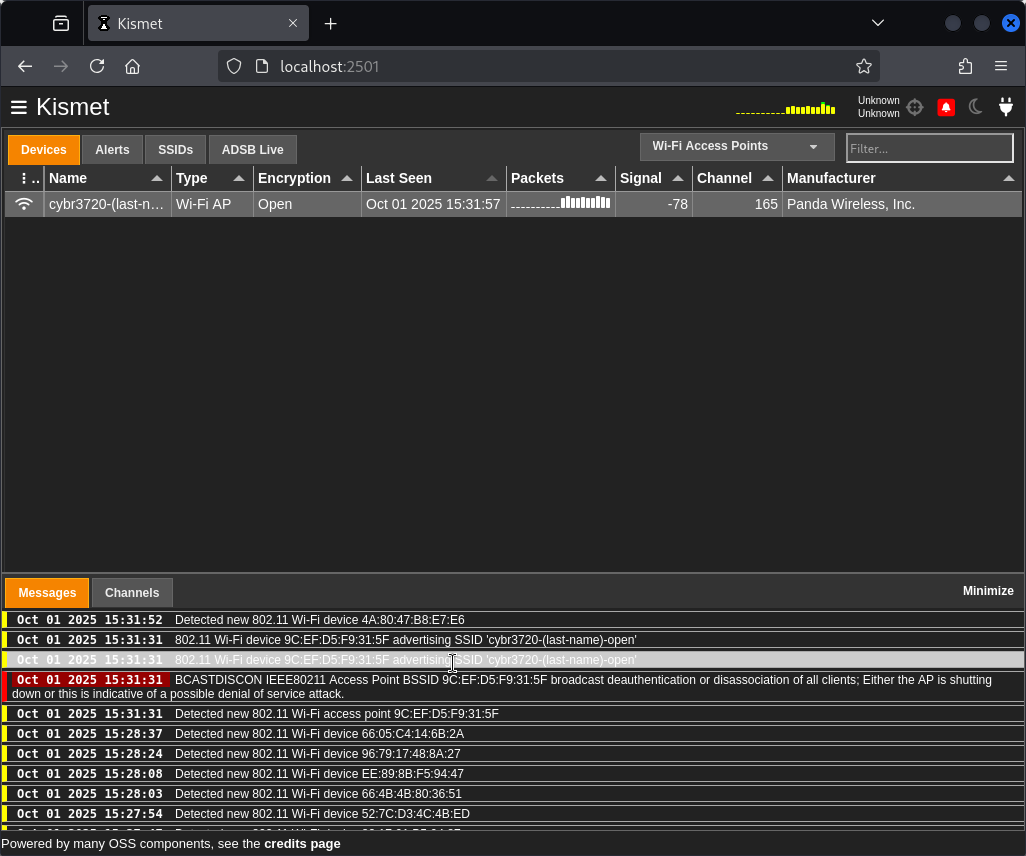 Kismet
localhost:2501
Kismet
Unknown
Unknown
Devices Alerts SSIDs ADSB Live Wi-Fi Access Points Filter...
.. Name Type Encryption Last Seen Packets Signal Channel Manufacturer
cybr3720-(last-n... Wi-Fi AP Open Oct 01 2025 15:31:57 -78 165 Panda Wireless, Inc.
Messages Channels Minimize
Oct 01 2025 15:31:52 Detected new 802.11 Wi-Fi device 4A:80:47:B8:E7:E6
Oct 01 2025 15:31:31 802.11 Wi-Fi device 9C:EF:D5:F9:31:5F advertising SSID 'cybr3720-(last-name)-open'
Oct 01 2025 15:31:31 802.11 Wi-Fi device 9C:EF:D5:F9:31:5F advertising SSID 'cybr3720-(last-name)-open'
Oct 01 2025 15:31:31 BCASTDISCON IEEE80211 Access Point BSSID 9C:EF:D5:F9:31:5F broadcast deauthentication or disassociation of all clients; Either the AP is shutting
down or this is indicative of a possible denial of service attack.
Oct 01 2025 15:31:31 Detected new 802.11 Wi-Fi access point 9C:EF:D5:F9:31:5F
Oct 01 2025 15:28:37 Detected new 802.11 Wi-Fi device 66:05:C4:14:6B:2A
Oct 01 2025 15:28:24 Detected new 802.11 Wi-Fi device 96:79:17:48:8A:27
Oct 01 2025 15:28:08 Detected new 802.11 Wi-Fi device EE:89:8B:F5:94:47
Oct 01 2025 15:28:03 Detected new 802.11 Wi-Fi device 66:4B:4B:80:36:51
Oct 01 2025 15:27:54 Detected new 802.11 Wi-Fi device 52:7C:D3:4C:4B:ED
Powered by many OSS components, see the credits page